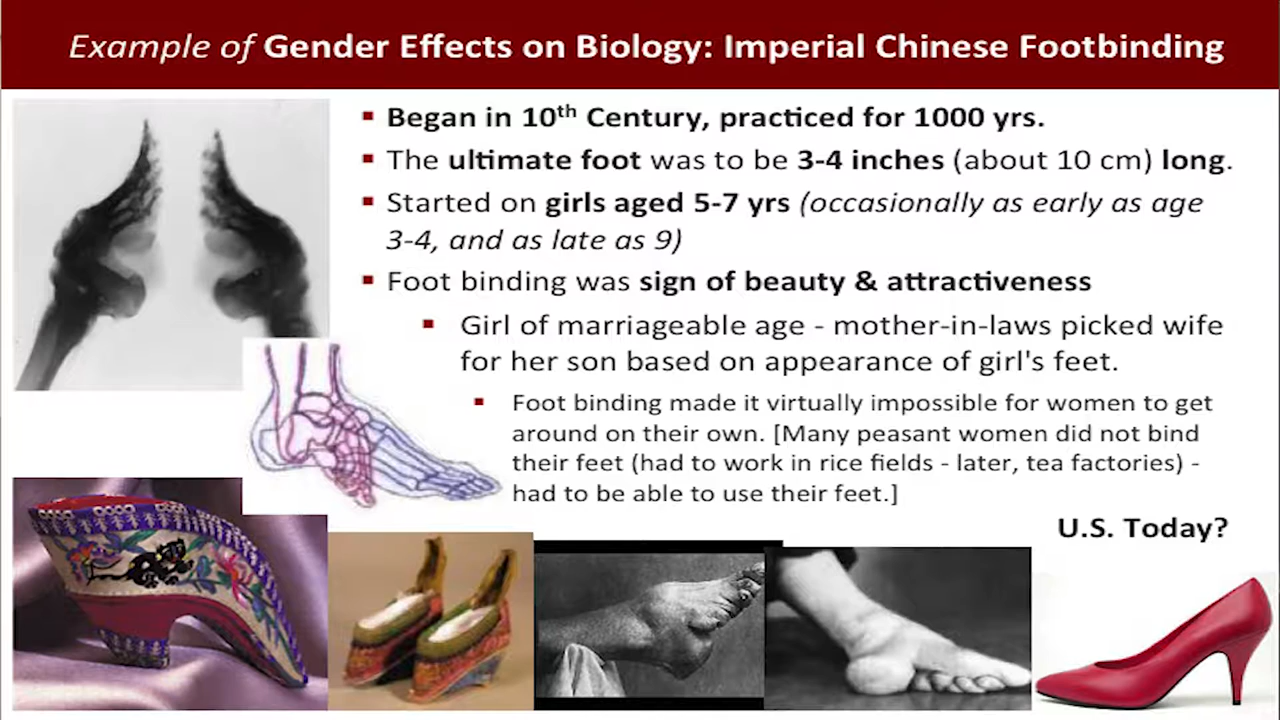 Example of Gender Effects on Biology: Imperial Chinese Footbinding
▪ Began in 10th Century, practiced for 1000 yrs.
▪ The ultimate foot was to be 3-4 inches (about 10 cm) long.
▪ Started on girls aged 5-7 yrs (occasionally as early as age
3-4, and as late as 9)
▪ Foot binding was sign of beauty & attractiveness
▪ Girl of marriageable age - mother-in-laws picked wife
for her son based on appearance of girl's feet.
▪ Foot binding made it virtually impossible for women to get
around on their own. [Many peasant women did not bind
their feet (had to work in rice fields - later, tea factories) -
had to be able to use their feet.]
U.S. Today?